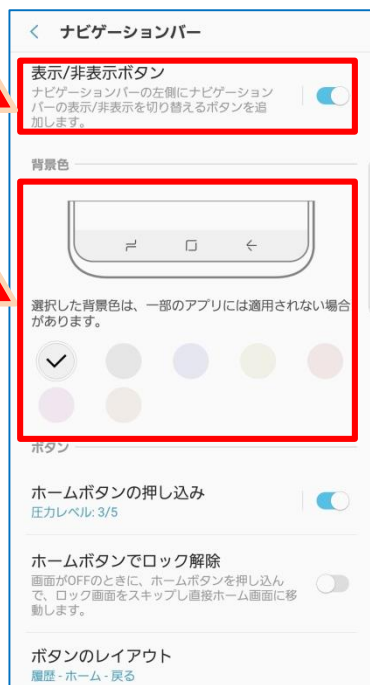 ナビゲーションバー
表示/非表示ボタン
ナビゲーションバーの左側にナビゲーション
バーの表示/非表示を切り替えるボタンを追
加します。
背景色
選択した背景色は、一部のアプリには適用されない場合
があります。
ボタン
ホームボタンの押し込み
圧力レベル: 3/5
ホームボタンでロック解除
画面がOFFのときに、ホームボタンを押し込ん
で、ロック画面をスキップし直接ホーム画面に移
動します。
ボタンのレイアウト
履歴 - ホーム - 戻る